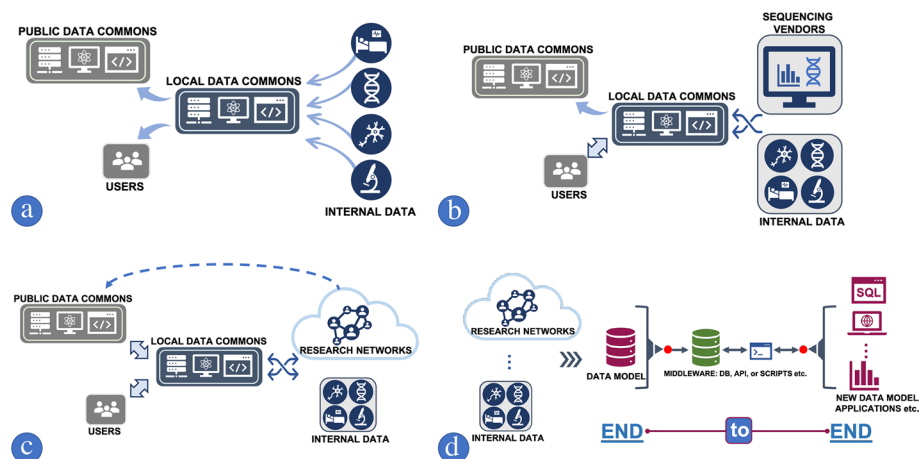 PUBLIC DATA COMMONS
LOCAL DATA COMMONS
</>
</>
USERS
INTERNAL DATA
a
SEQUENCING
VENDORS
PUBLIC DATA COMMONS
</>
LOCAL DATA COMMONS
</>
USERS
INTERNAL DATA
b
PUBLIC DATA COMMONS
</>
LOCAL DATA COMMONS
</>
RESEARCH NETWORKS
USERS
INTERNAL DATA
c
RESEARCH NETWORKS
INTERNAL DATA
DATA MODEL
MIDDLEWARE: DB, API, or SCRIPTS etc.
SQL
NEW DATA MODEL
APPLICATIONS etc.
END to END
d